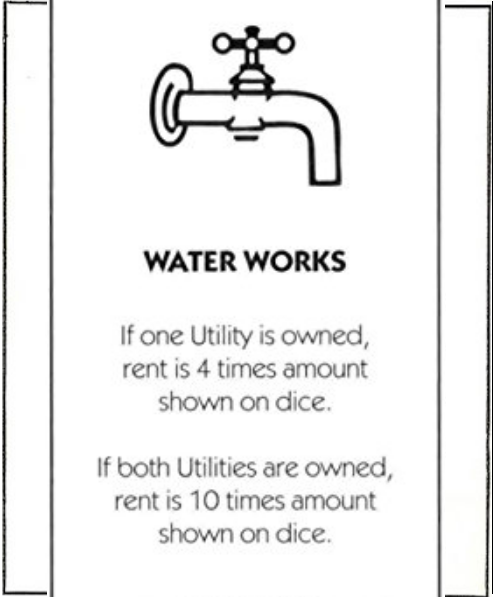 WATER WORKS
If one Utility is owned,
rent is 4 times amount
shown on dice.
If both Utilities are owned,
rent is 10 times amount
shown on dice.